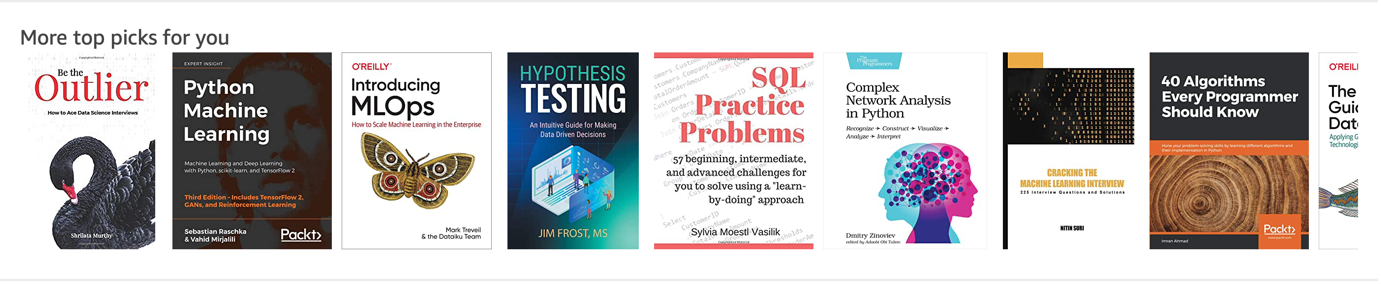 More top picks for you
Be the
Outlier
How to Ace Data Science Interviews
Shrilata Murthy
EXPERT INSIGHT
Python
Machine
Learning
Machine Learning and Deep Learning
with Python, scikit-learn, and TensorFlow 2
Third Edition - Includes TensorFlow 2,
GANs, and Reinforcement Learning
Sebastian Raschka
& Vahid Mirjalili
Packt>
O'REILLY
Introducing
MLOps
How to Scale Machine Learning in the Enterprise
Mark Treveil
& the Dataiku Team
HYPOTHESIS
TESTING
An Intuitive Guide for Making
Data Driven Decisions
JIM FROST, MS
SQL
Practice
Problems
57 beginning, intermediate,
and advanced challenges for
you to solve using a "learn-
by-doing" approach
Sylvia Moestl Vasilik
The
Pragmatic
Programmers
Complex
Network Analysis
in Python
Recognize → Construct → Visualize →
Analyze → Interpret
Dmitry Zinoviev
edited by Adaobi Obi Tulton
CRACKING THE
MACHINE LEARNING INTERVIEW
225 Interview Questions and Solutions
NITIN SURI
40 Algorithms
Every Programmer
Should Know
Hone your problem-solving skills by learning different algorithms and
their implementation in Python
Imran Ahmad
Packt>
O'REIL
The
Guid
Dat
Applying G
Technologi